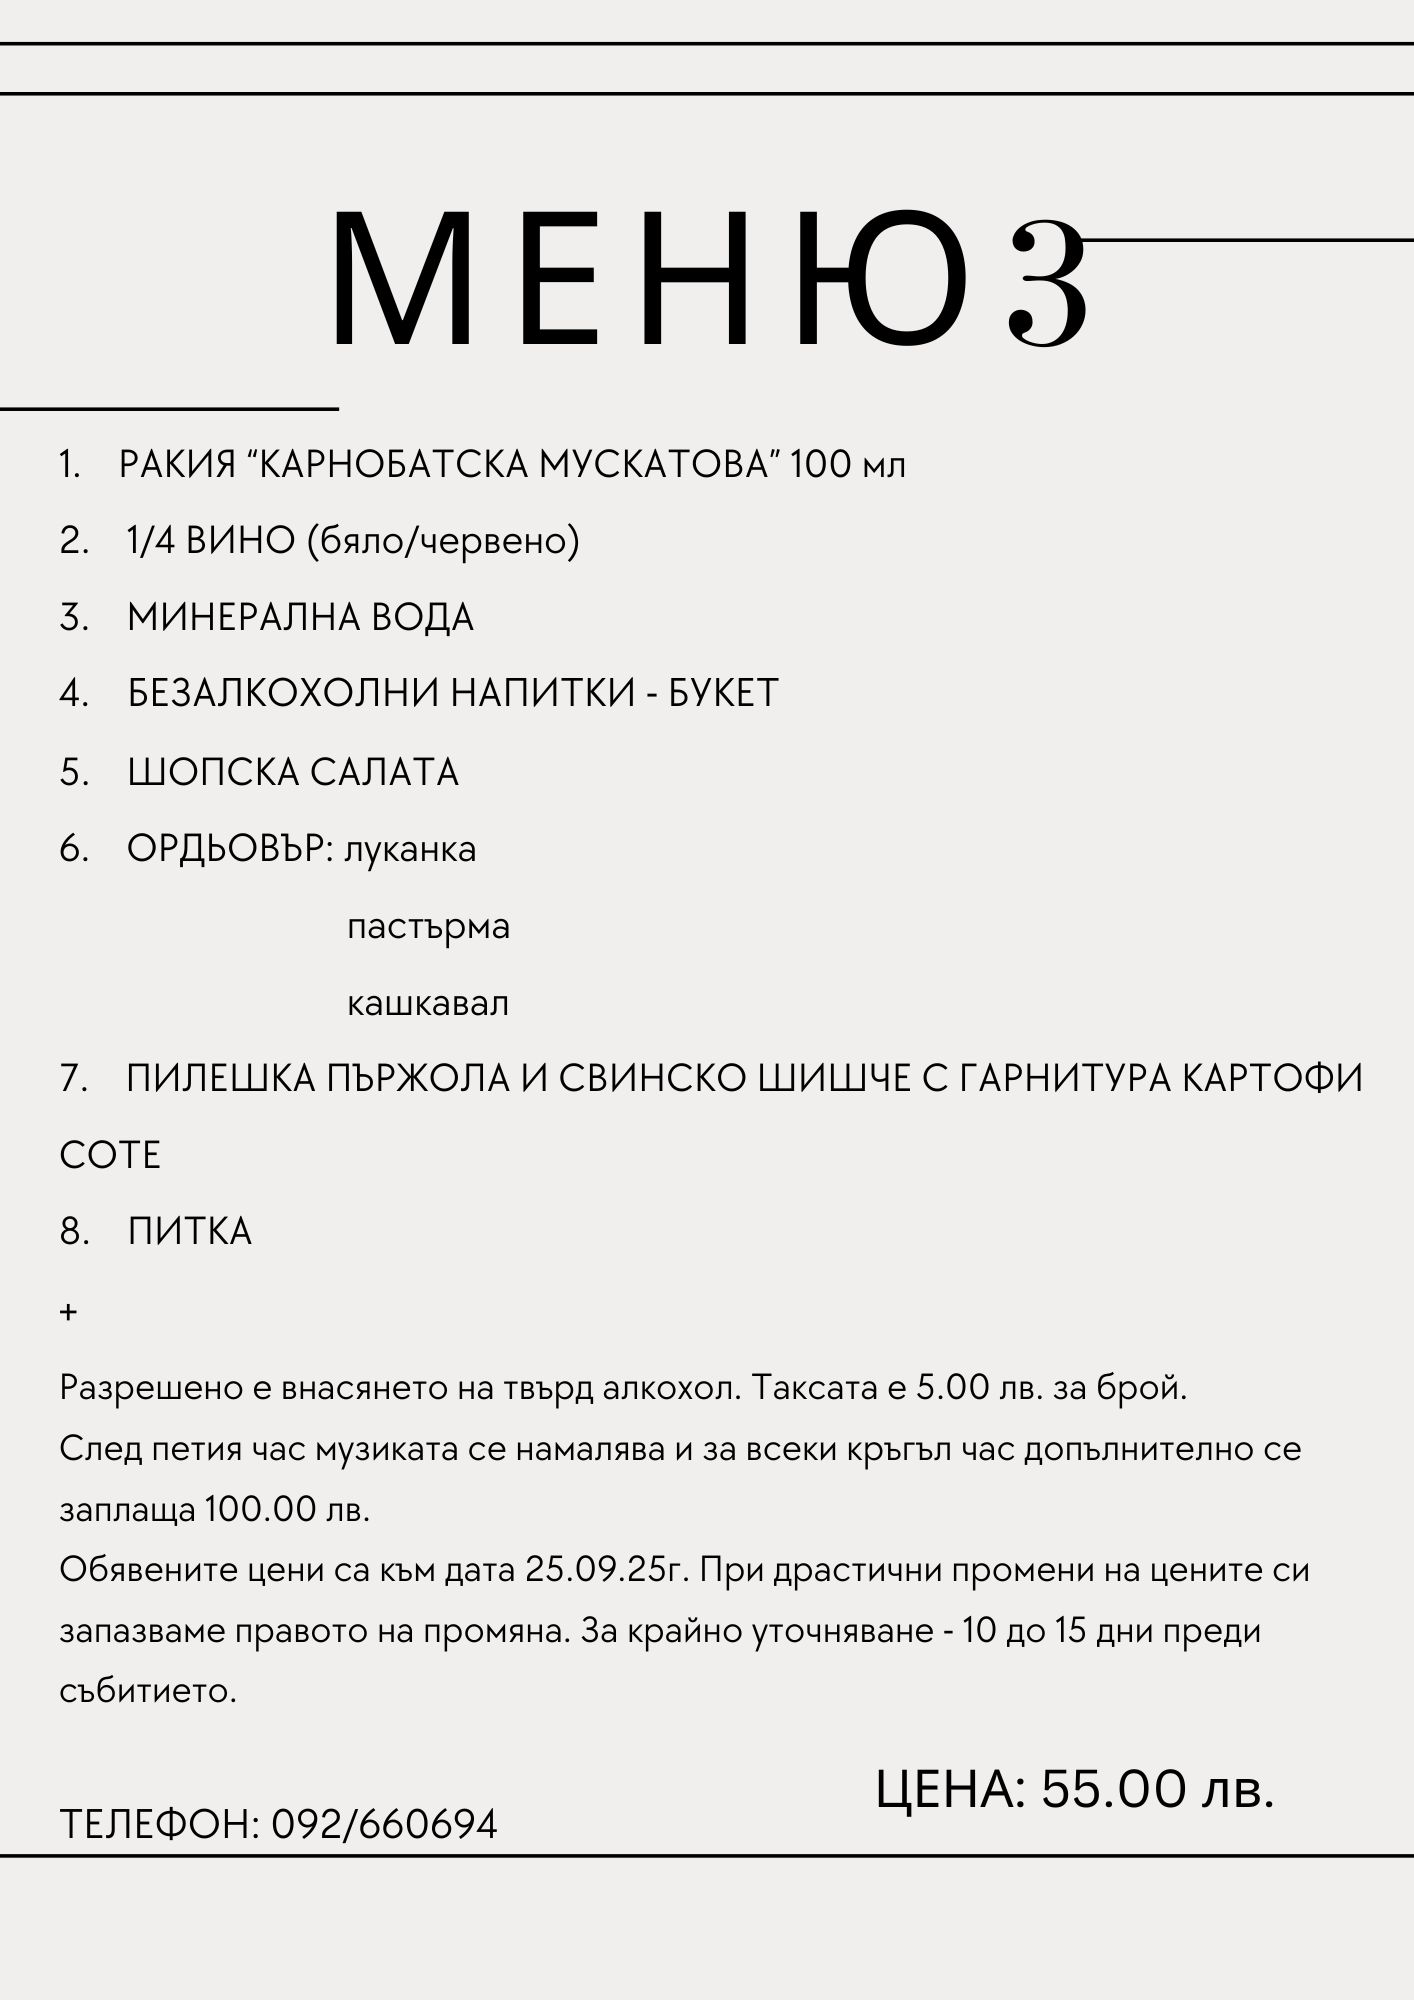 МЕНЮ3
1. РАКИЯ “КАРНОБАТСКА МУСКАТОВА” 100 мл
2. 1/4 ВИНО (бяло/червено)
3. МИНЕРАЛНА ВОДА
4. БЕЗАЛКОХОЛНИ НАПИТКИ - БУКЕТ
5. ШОПСКА САЛАТА
6. ОРДЬОВЪР: луканка
пастърма
кашкавал
7. ПИЛЕШКА ПЪРЖОЛА И СВИНСКО ШИШЧЕ С ГАРНИТУРА КАРТОФИ
СОТЕ
8. ПИТКА
+
Разрешено е внасянето на твърд алкохол. Таксата е 5.00 лв. за брой.
След петия час музиката се намалява и за всеки кръгъл час допълнително се
заплаща 100.00 лв.
Обявените цени са към дата 25.09.25г. При драстични промени на цените си
запазваме правото на промяна. За крайно уточняване - 10 до 15 дни преди
събитието.
ЦЕНА: 55.00 лв.
ТЕЛЕФОН: 092/660694